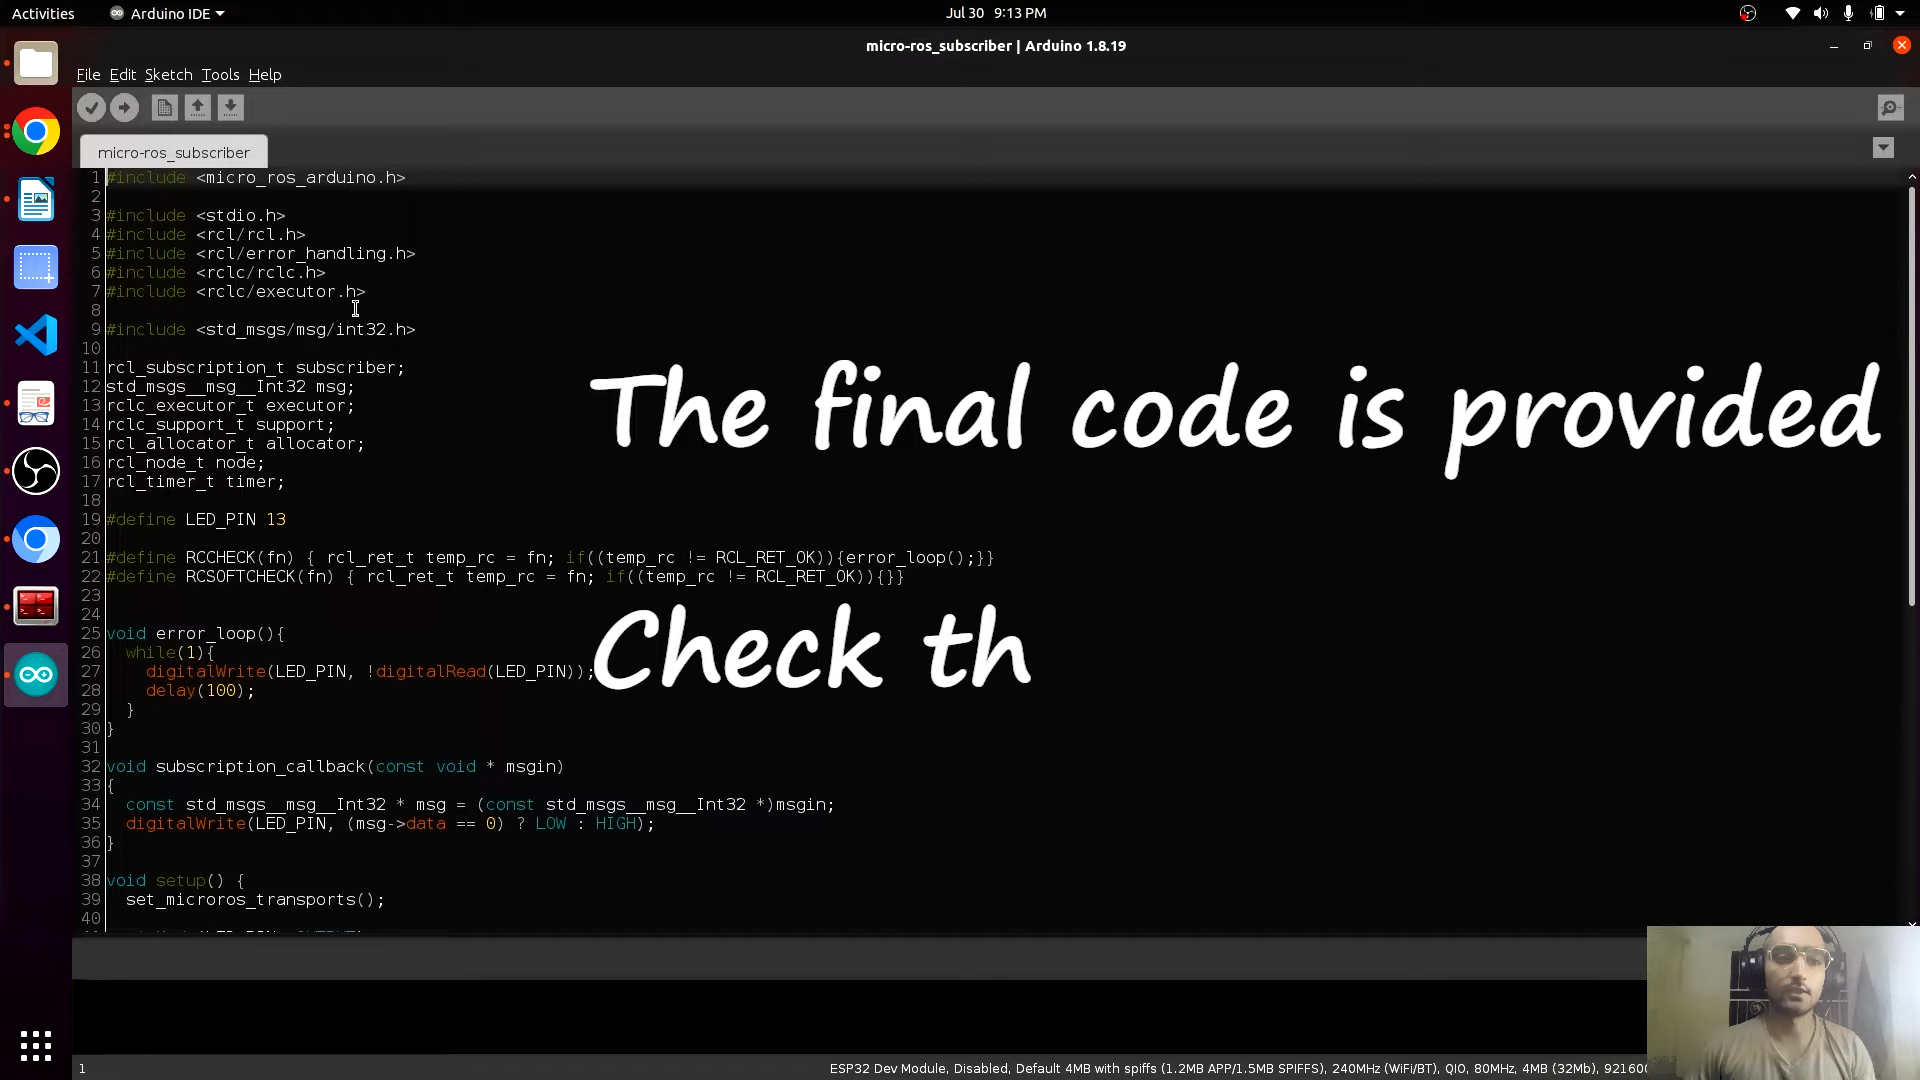 Activities
Arduino IDE
Jul 30 9:13 PM
micro-ros_subscriber | Arduino 1.8.19
File Edit Sketch Tools Help
micro-ros_subscriber
1 #include <micro_ros_arduino.h>
2
3 #include <stdio.h>
4 #include <rcl/rcl.h>
5 #include <rcl/error_handling.h>
6 #include <rclc/rclc.h>
7 #include <rclc/executor.h>
8
9 #include <std_msgs/msg/int32.h>
10
11 rcl_subscription_t subscriber;
12 std_msgs__msg__Int32 msg;
13 rclc_executor_t executor;
14 rclc_support_t support;
15 rcl_allocator_t allocator;
16 rcl_node_t node;
17 rcl_timer_t timer;
18
19 #define LED_PIN 13
20
21 #define RCCHECK(fn) { rcl_ret_t temp_rc = fn; if((temp_rc != RCL_RET_OK)){error_loop();}}
22 #define RCSOFTCHECK(fn) { rcl_ret_t temp_rc = fn; if((temp_rc != RCL_RET_OK)){}}
23
24
25 void error_loop(){
26 while(1){
27 digitalWrite(LED_PIN, !digitalRead(LED_PIN));
28 delay(100);
29 }
30 }
31
32 void subscription_callback(const void * msgin)
33 {
34 const std_msgs__msg__Int32 * msg = (const std_msgs__msg__Int32 *)msgin;
35 digitalWrite(LED_PIN, (msg->data == 0) ? LOW : HIGH);
36 }
37
38 void setup() {
39 set_microros_transports();
40
The final code is provided
Check th
1
ESP32 Dev Module, Disabled, Default 4MB with spiffs (1.2MB APP/1.5MB SPIFFS), 240MHz (WiFi/BT), QIO, 80MHz, 4MB (32Mb), 921600